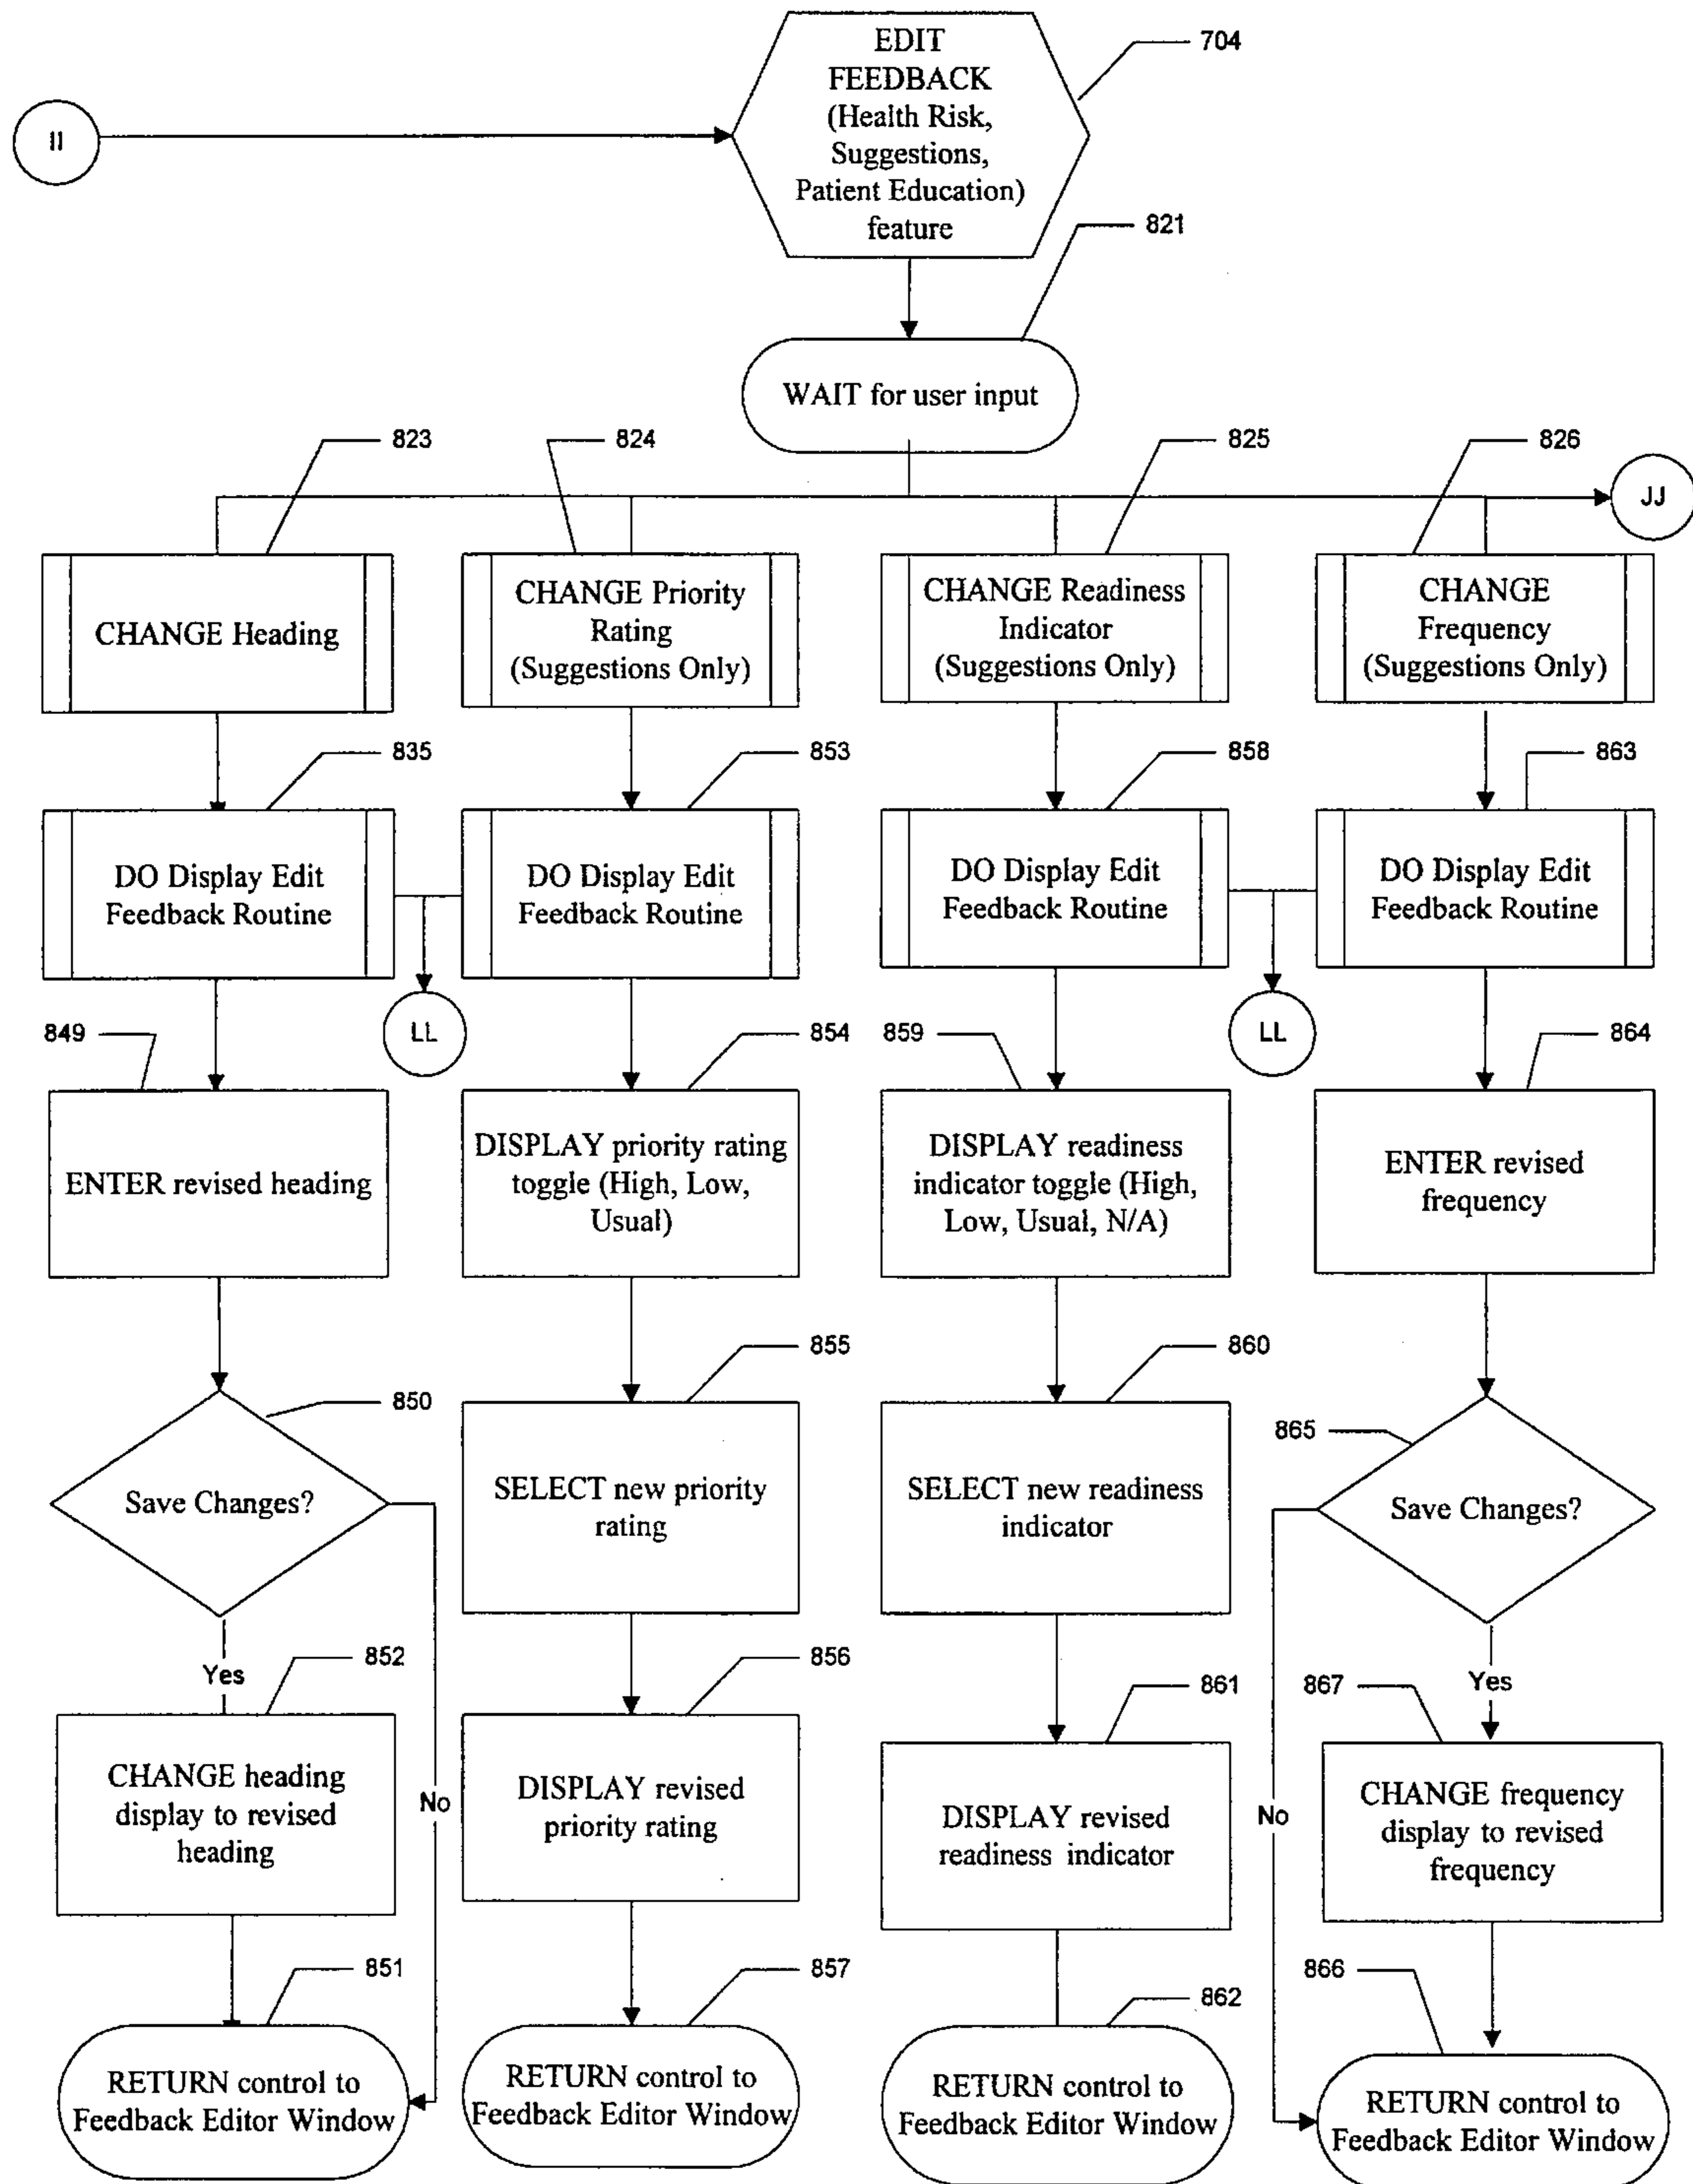 EDIT
FEEDBACK
(Health Risk,
Suggestions,
Patient Education)
feature
704
II
821
WAIT for user input
823
824
825
826
JJ
CHANGE Heading
CHANGE Priority
Rating
(Suggestions Only)
CHANGE Readiness
Indicator
(Suggestions Only)
CHANGE
Frequency
(Suggestions Only)
835
853
858
863
DO Display Edit
Feedback Routine
DO Display Edit
Feedback Routine
DO Display Edit
Feedback Routine
DO Display Edit
Feedback Routine
849
LL
854
859
LL
864
ENTER revised heading
DISPLAY priority rating
toggle (High, Low,
Usual)
DISPLAY readiness
indicator toggle (High,
Low, Usual, N/A)
ENTER revised
frequency
850
855
860
865
Save Changes?
SELECT new priority
rating
SELECT new readiness
indicator
Save Changes?
Yes
852
856
861
867
Yes
CHANGE heading
display to revised
heading
No
DISPLAY revised
priority rating
DISPLAY revised
readiness indicator
No
CHANGE frequency
display to revised
frequency
851
857
862
866
RETURN control to
Feedback Editor Window
RETURN control to
Feedback Editor Window
RETURN control to
Feedback Editor Window
RETURN control to
Feedback Editor Window